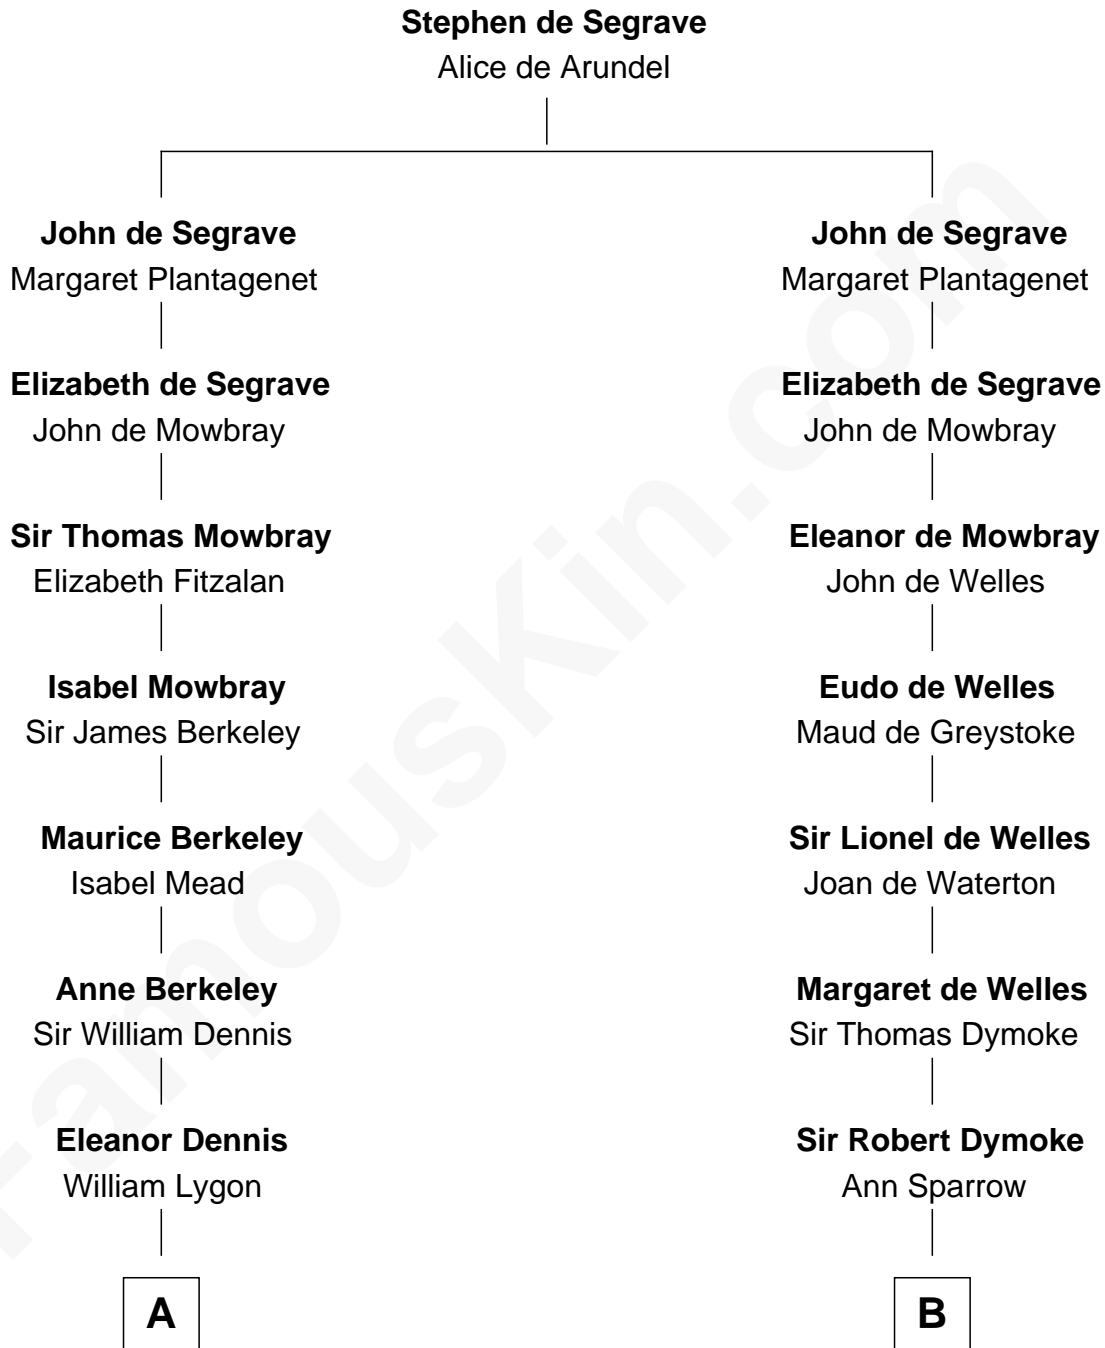 Stephen de Segrave
Alice de Arundel
John de Segrave
Margaret Plantagenet
Elizabeth de Segrave
John de Mowbray
Sir Thomas Mowbray
Elizabeth Fitzalan
Isabel Mowbray
Sir James Berkeley
Maurice Berkeley
Isabel Mead
Anne Berkeley
Sir William Dennis
Eleanor Dennis
William Lygon
A
John de Segrave
Margaret Plantagenet
Elizabeth de Segrave
John de Mowbray
Eleanor de Mowbray
John de Welles
Eudo de Welles
Maud de Greystoke
Sir Lionel de Welles
Joan de Waterton
Margaret de Welles
Sir Thomas Dymoke
Sir Robert Dymoke
Ann Sparrow
B
FamousKin.com